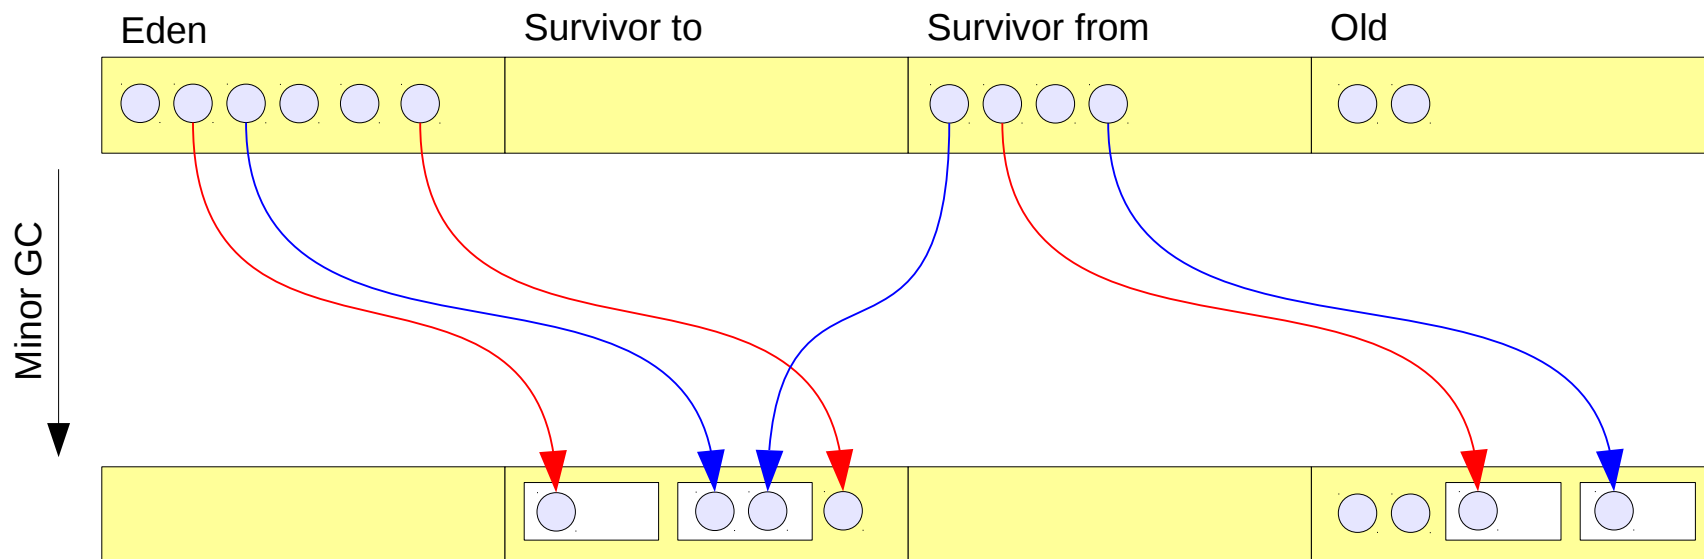 Eden
Survivor to
Survivor from
Old
Minor GC